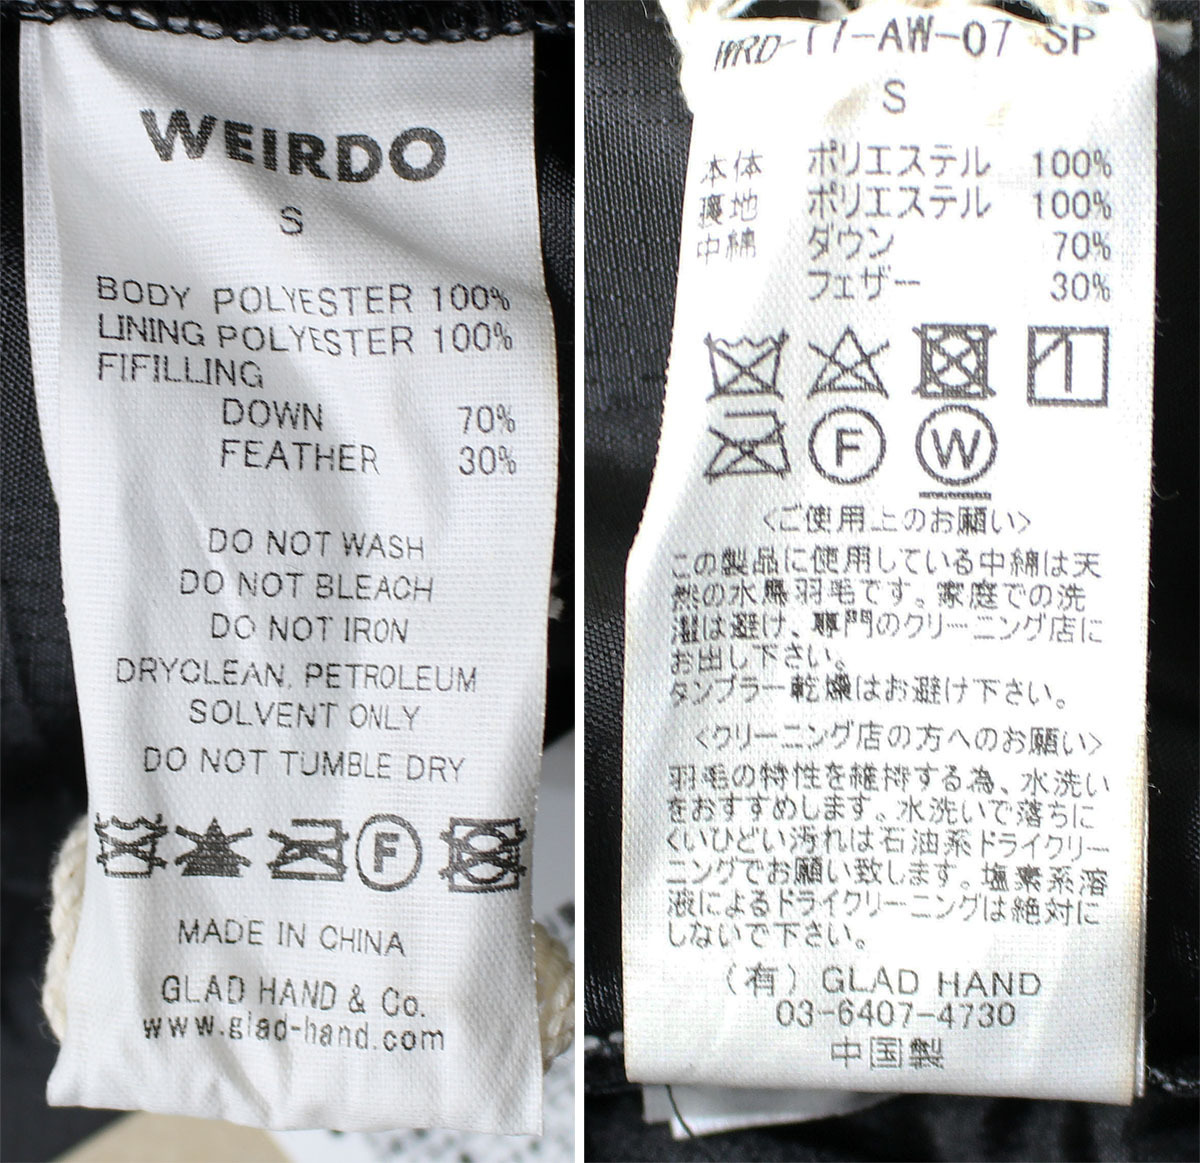 WEIRDO
S
BODY POLYESTER 100%
LINING POLYESTER 100%
FIFILLING
DOWN 70%
FEATHER 30%
DO NOT WASH
DO NOT BLEACH
DO NOT IRON
DRYCLEAN, PETROLEUM
SOLVENT ONLY
DO NOT TUMBLE DRY
F
MADE IN CHINA
GLAD HAND & Co.
www.glad-hand.com
WRD-17-AW-07 SP
S
本体 ポリエステル 100%
裏地 ポリエステル 100%
中綿 ダウン 70%
フェザー 30%
F W
<ご使用上のお願い>
この製品に使用している中綿は天
然の水鳥羽毛です。家庭での洗
濯は避け、専門のクリーニング店に
お出し下さい。
タンブラー乾燥はお避け下さい。
<クリーニング店の方へのお願い>
羽毛の特性を維持する為、水洗い
をおすすめします。水洗いで落ちに
くいひどい汚れは石油系ドライクリー
ニングでお願い致します。塩素系溶
液によるドライクリーニングは絶対に
しないで下さい。
(有) GLAD HAND
03-6407-4730
中国製